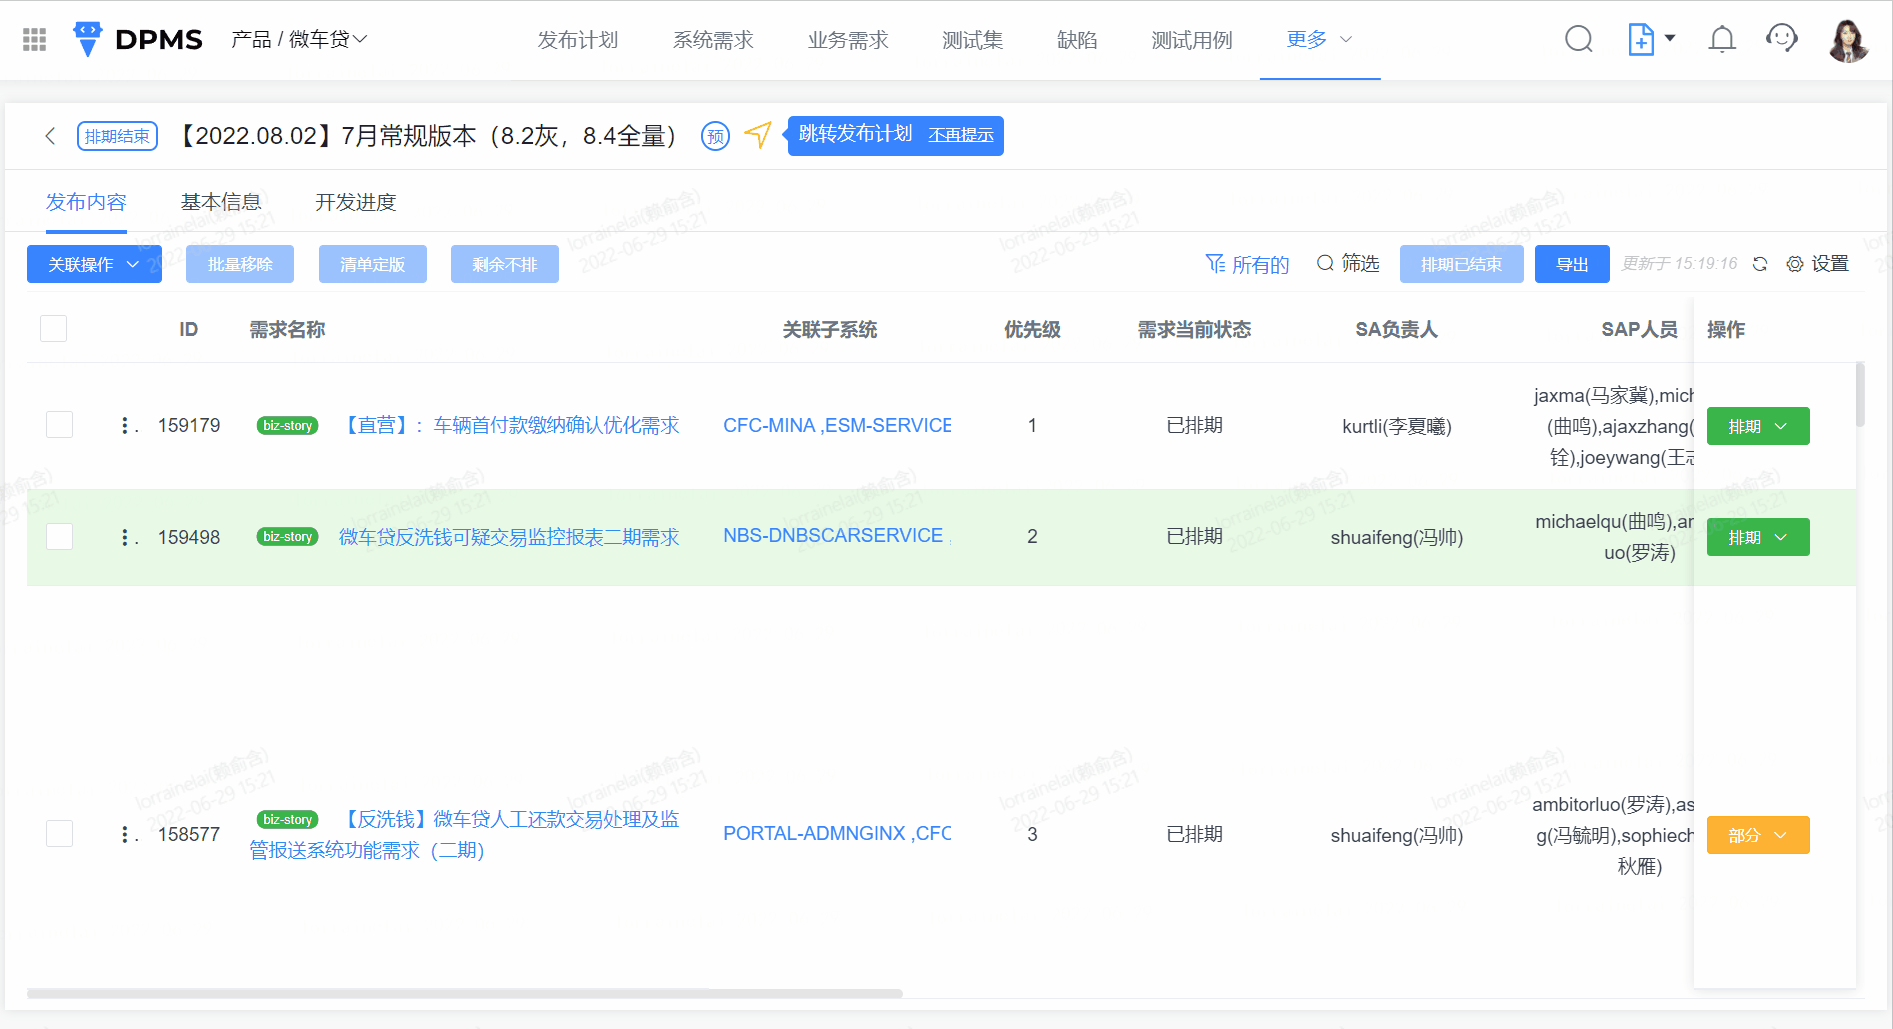 DPMS 产品 / 微车贷 发布计划 系统需求 业务需求 测试集 缺陷 测试用例 更多
排期结束 【2022.08.02】7月常规版本（8.2灰，8.4全量） 预 跳转发布计划 不再提示
发布内容 基本信息 开发进度
关联操作 批量移除 清单定版 剩余不排 所有的 筛选 排期已结束 导出 更新于 15:19:16 设置
ID 需求名称 关联子系统 优先级 需求当前状态 SA负责人 SAP人员 操作
159179 biz-story 【直营】：车辆首付款缴纳确认优化需求 CFC-MINA ,ESM-SERVICE 1 已排期 kurtli(李夏曦) jaxma(马家冀),mich 排期
(曲鸣),ajaxzhang(
铨),joeywang(王志
159498 biz-story 微车贷反洗钱可疑交易监控报表二期需求 NBS-DNBSCARSERVICE , 2 已排期 shuaifeng(冯帅) michaelqu(曲鸣),ar 排期
uo(罗涛)
158577 biz-story 【反洗钱】微车贷人工还款交易处理及监 PORTAL-ADMNGINX ,CFC 3 已排期 shuaifeng(冯帅) ambitorluo(罗涛),as 部分
管报送系统功能需求（二期） g(冯毓明),sophiech
秋雁)
lorrainelai(赖俞含)
2022-06-29 15:21